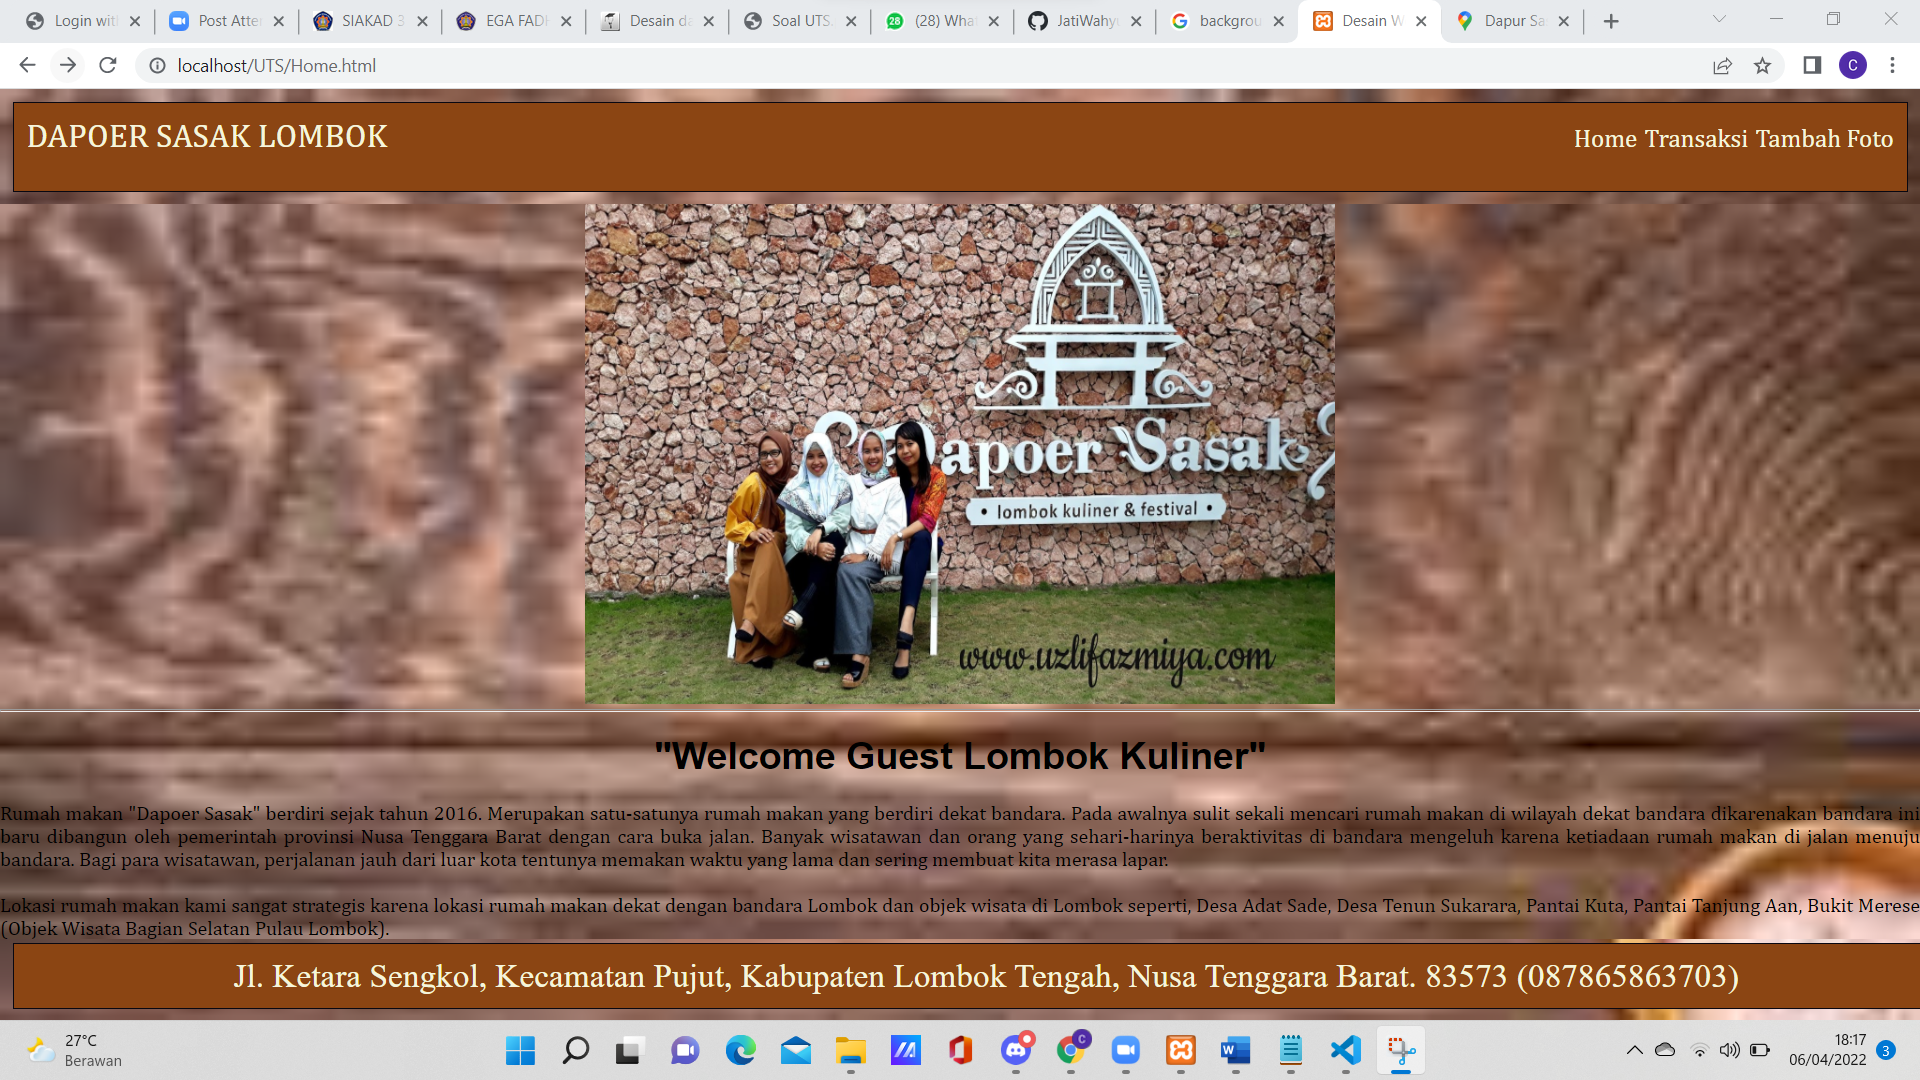 Login wit
Post Atte
SIAKAD 3
EGA FADI
Desain da
Soal UTS.
(28) What
JatiWahy
backgrou
Desain W
Dapur Sa
localhost/UTS/Home.html
C
DAPOER SASAK LOMBOK
Home Transaksi Tambah Foto
Dapoer Sasak
• lombok kuliner & festival •
www.uzlifazmiya.com
"Welcome Guest Lombok Kuliner"
Rumah makan "Dapoer Sasak" berdiri sejak tahun 2016. Merupakan satu-satunya rumah makan yang berdiri dekat bandara. Pada awalnya sulit sekali mencari rumah makan di wilayah dekat bandara dikarenakan bandara ini
baru dibangun oleh pemerintah provinsi Nusa Tenggara Barat dengan cara buka jalan. Banyak wisatawan dan orang yang sehari-harinya beraktivitas di bandara mengeluh karena ketiadaan rumah makan di jalan menuju
bandara. Bagi para wisatawan, perjalanan jauh dari luar kota tentunya memakan waktu yang lama dan sering membuat kita merasa lapar.
Lokasi rumah makan kami sangat strategis karena lokasi rumah makan dekat dengan bandara Lombok dan objek wisata di Lombok seperti, Desa Adat Sade, Desa Tenun Sukarara, Pantai Kuta, Pantai Tanjung Aan, Bukit Merese
(Objek Wisata Bagian Selatan Pulau Lombok).
Jl. Ketara Sengkol, Kecamatan Pujut, Kabupaten Lombok Tengah, Nusa Tenggara Barat. 83573 (087865863703)
27°C
Berawan
18:17
06/04/2022
3